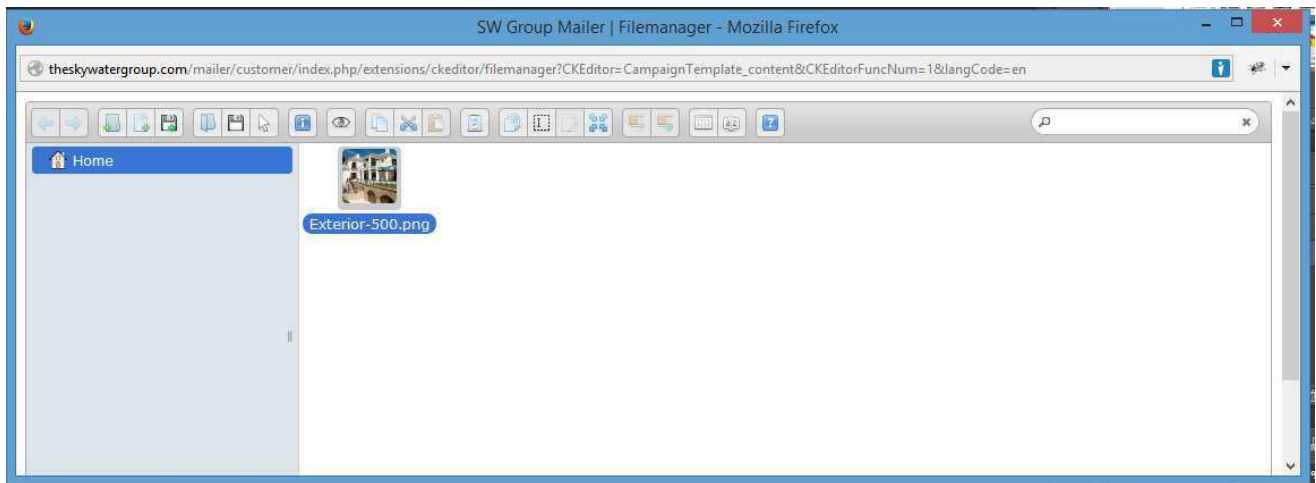 SW Group Mailer | Filemanager - Mozilla Firefox
theskywatergroup.com/mailer/customer/index.php/extensions/ckeditor/filemanager?CKEditor=CampaignTemplate_content&CKEditorFuncNum=1&langCode=en
Home
Exterior-500.png